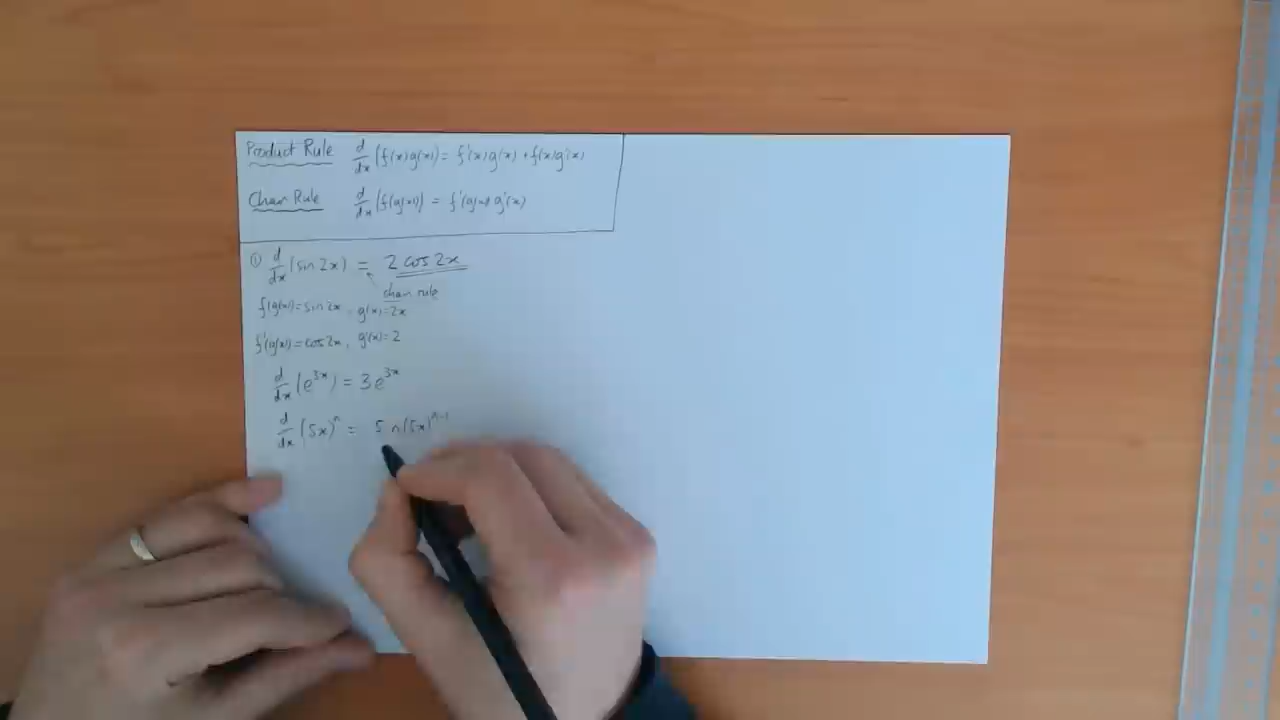 Product Rule d/dx (f(x)g(x)) = f'(x)g(x) + f(x)g'(x)
Chain Rule d/dx (f(g(x))) = f'(g(x)) g'(x)
① d/dx (sin 2x) = 2 cos 2x
chain rule
f(g(x)) = sin 2x, g(x) = 2x
f'(g(x)) = cos 2x, g'(x) = 2
d/dx (e^{3x}) = 3e^{3x}
d/dx (5x)^n = 5 n(5x)^{n-1}